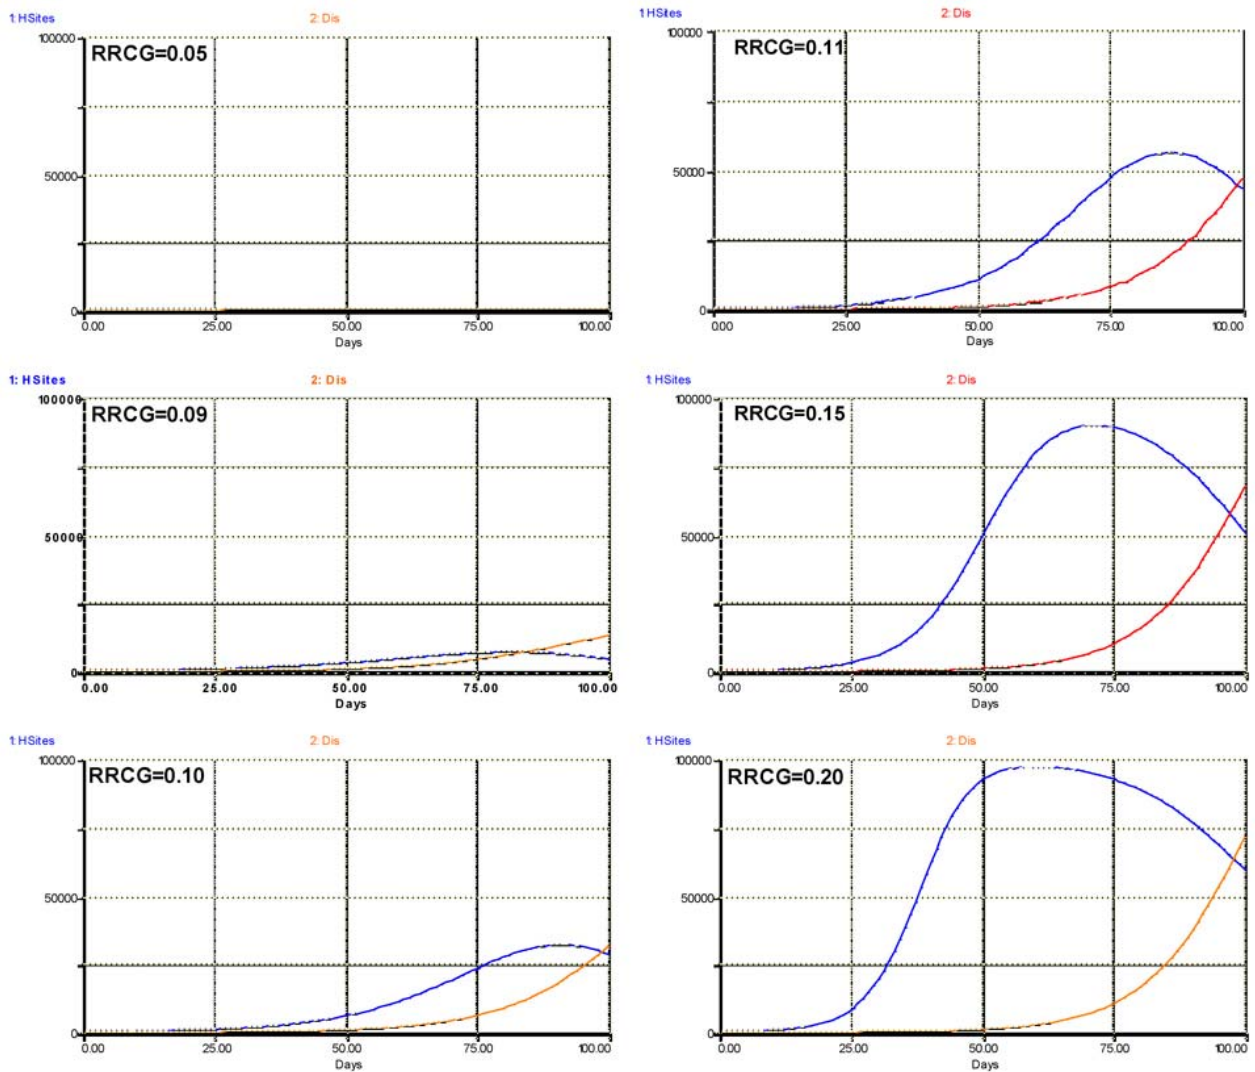 1: HSites 2: Dis
RRCG=0.05
100000
50000
0
0.00 25.00 50.00 75.00 100.00
Days
1: HSites 2: Dis
RRCG=0.11
100000
50000
0
0.00 25.00 50.00 75.00 100.00
Days
1: HSites 2: Dis
RRCG=0.09
100000
50000
0
0.00 25.00 50.00 75.00 100.00
Days
1: HSites 2: Dis
RRCG=0.15
100000
50000
0
0.00 25.00 50.00 75.00 100.00
Days
1: HSites 2: Dis
RRCG=0.10
100000
50000
0
0.00 25.00 50.00 75.00 100.00
Days
1: HSites 2: Dis
RRCG=0.20
100000
50000
0
0.00 25.00 50.00 75.00 100.00
Days